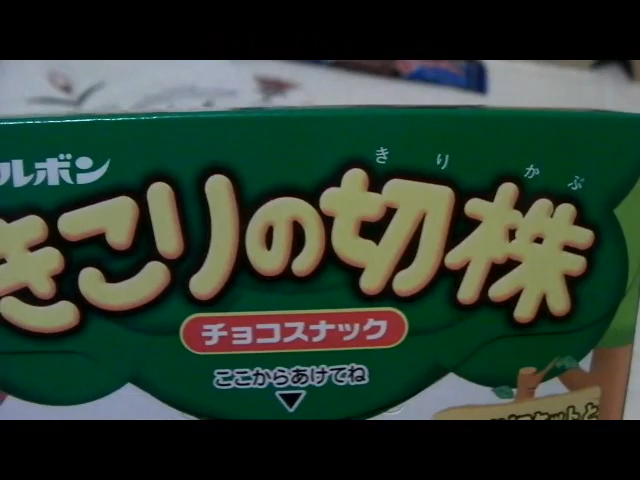 ルボン
きりかぶ
きこりの切株
チョコスナック
ここからあけてね